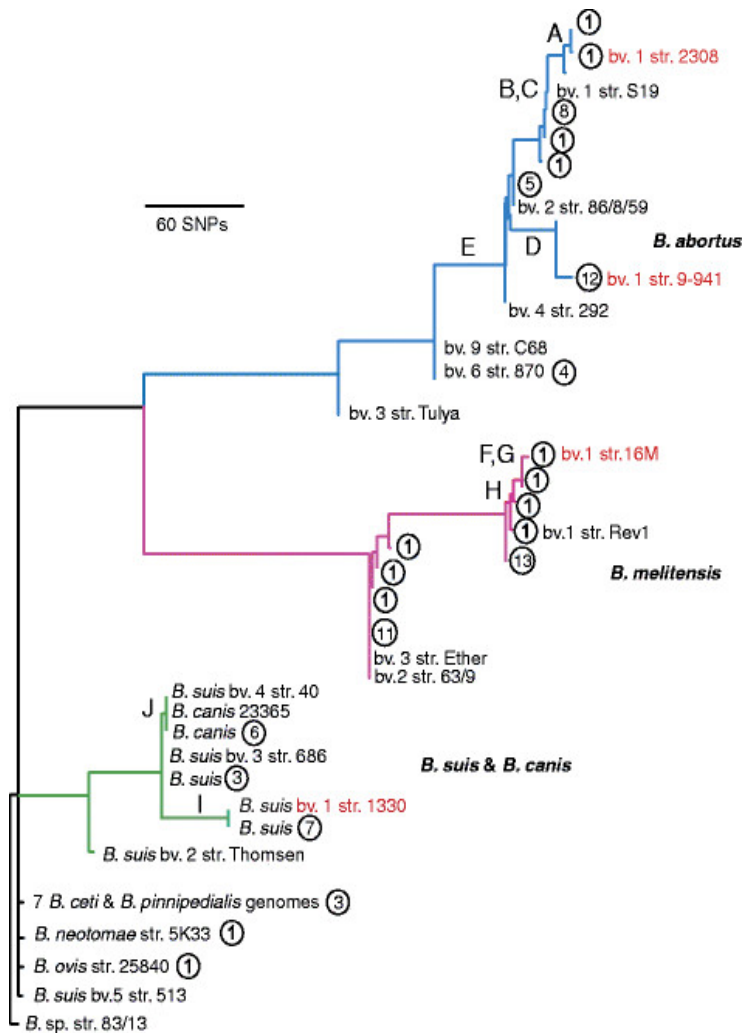 1
A
1 bv. 1 str. 2308
B,C
bv. 1 str. S19
8
1
1
5
60 SNPs
bv. 2 str. 86/8/59
B. abortus
E
D
12 bv. 1 str. 9-941
bv. 4 str. 292
bv. 9 str. C68
bv. 6 str. 870 4
bv. 3 str. Tulya
F,G
1 bv.1 str.16M
1
H
1
1 bv.1 str. Rev1
1
13
B. melitensis
1
1
11
bv. 3 str. Ether
bv.2 str. 63/9
B. suis bv. 4 str. 40
J
B. canis 23365
B. canis 6
B. suis bv. 3 str. 686
B. suis & B. canis
B. suis 3
I
B. suis bv. 1 str. 1330
B. suis 7
B. suis bv. 2 str. Thomsen
7 B. ceti & B. pinnipedialis genomes 3
B. neotomae str. 5K33 1
B. ovis str. 25840 1
B. suis bv.5 str. 513
B. sp. str. 83/13